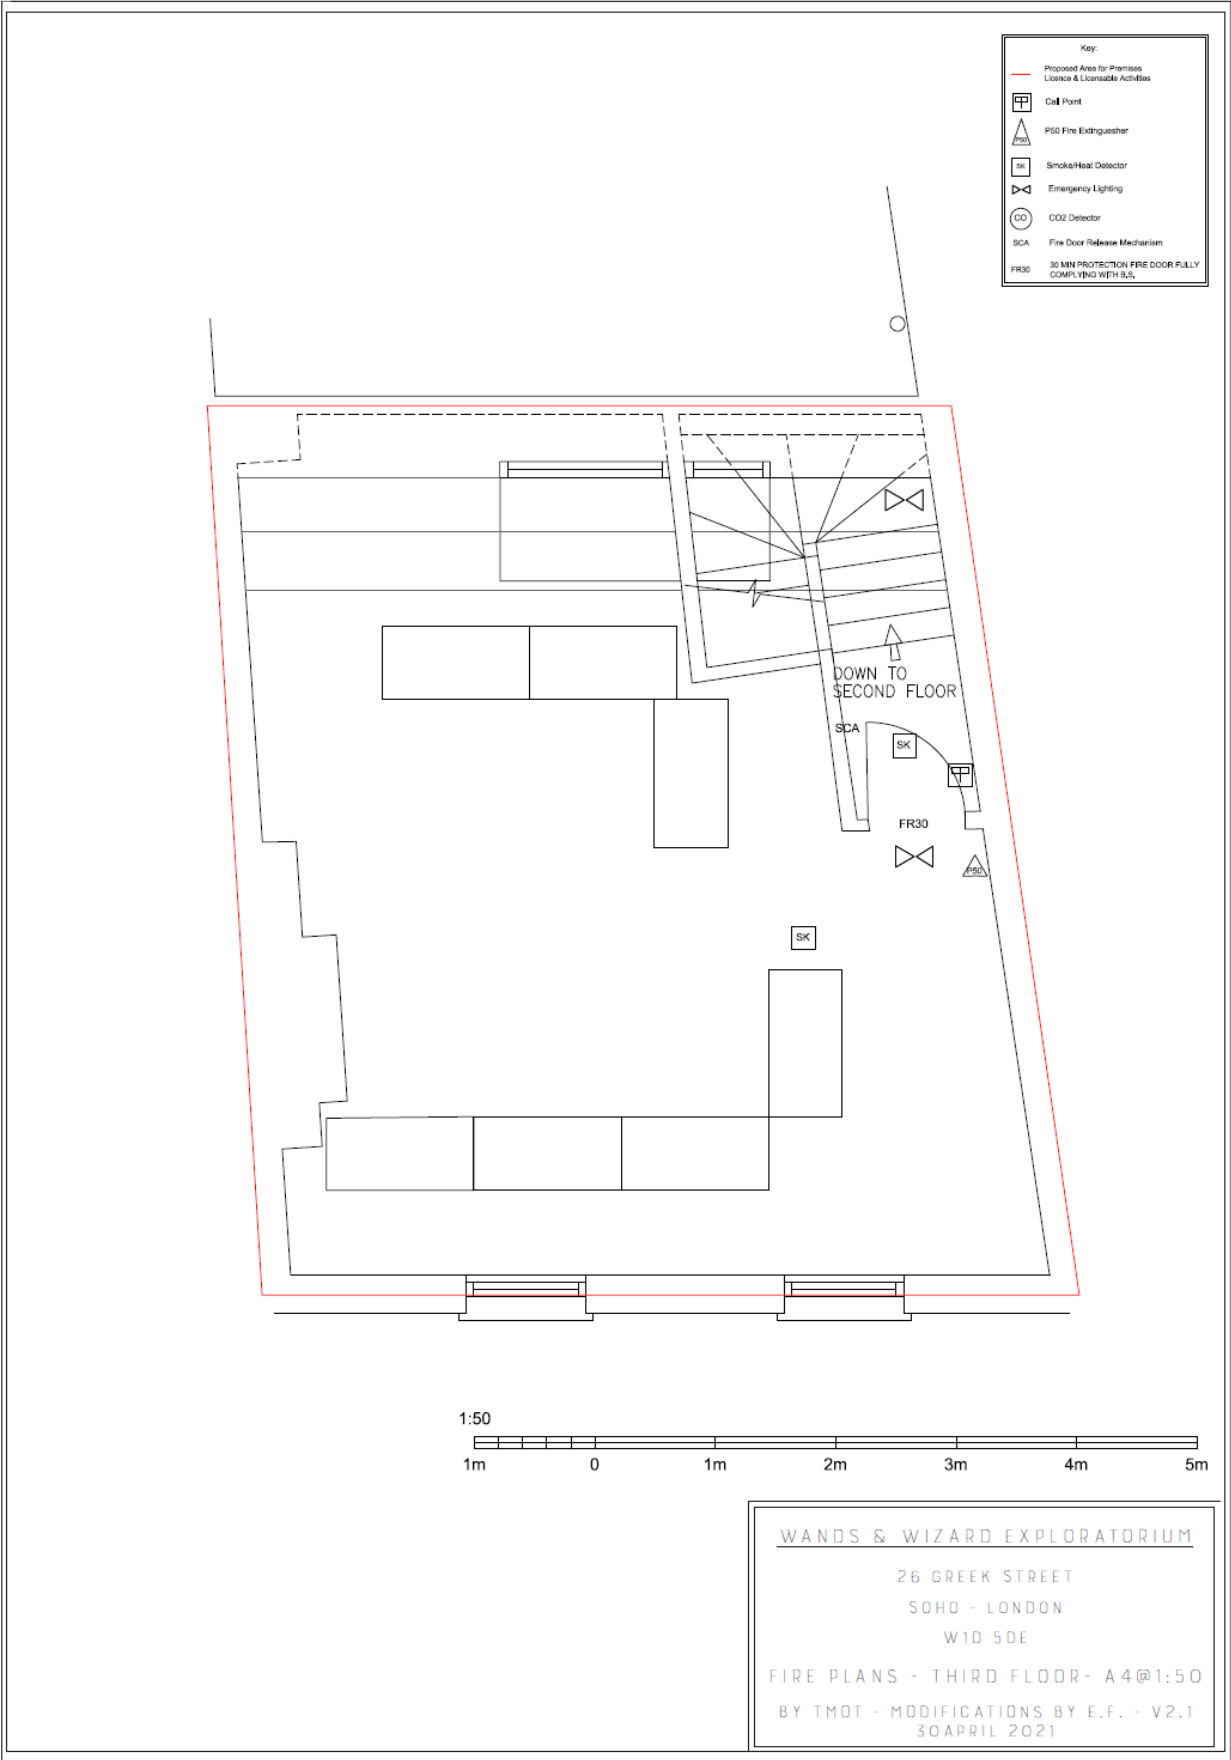 Key:
Proposed Area for Premises
Licence & Licensable Activities
Call Point
P50
P50 Fire Extinguesher
SK
Smoke/Heat Detector
Emergency Lighting
CO
CO2 Detector
SCA
Fire Door Release Mechanism
FR30
30 MIN PROTECTION FIRE DOOR FULLY
COMPLYING WITH B.S.
DOWN TO
SECOND FLOOR
SCA
SK
FR30
P50
SK
1:50
1m 0 1m 2m 3m 4m 5m
WANDS & WIZARD EXPLORATORIUM
26 GREEK STREET
SOHO - LONDON
W1D 5DE
FIRE PLANS - THIRD FLOOR- A4@1:50
BY TMOT - MODIFICATIONS BY E.F. - V2.1
30APRIL 2021